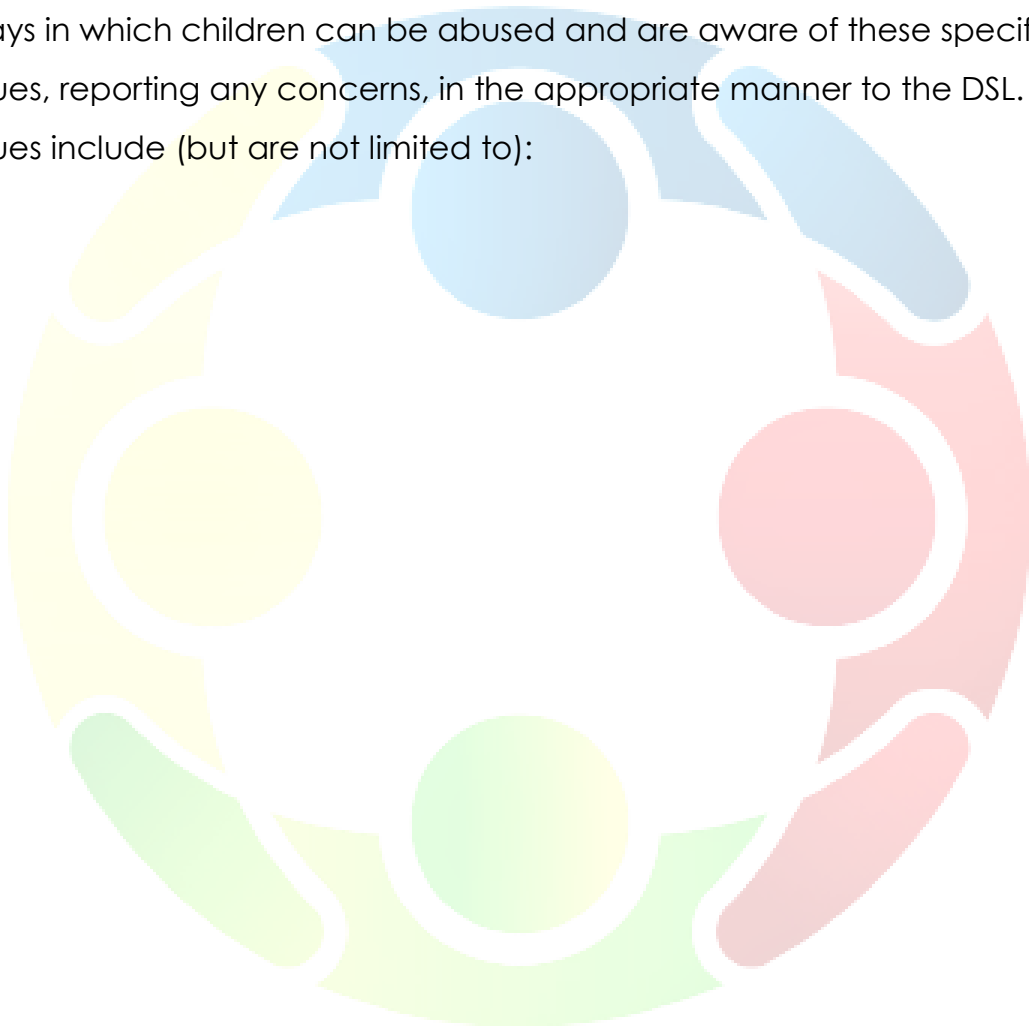 ays in which children can be abused and are aware of these specif
ues, reporting any concerns, in the appropriate manner to the DSL.
ues include (but are not limited to):